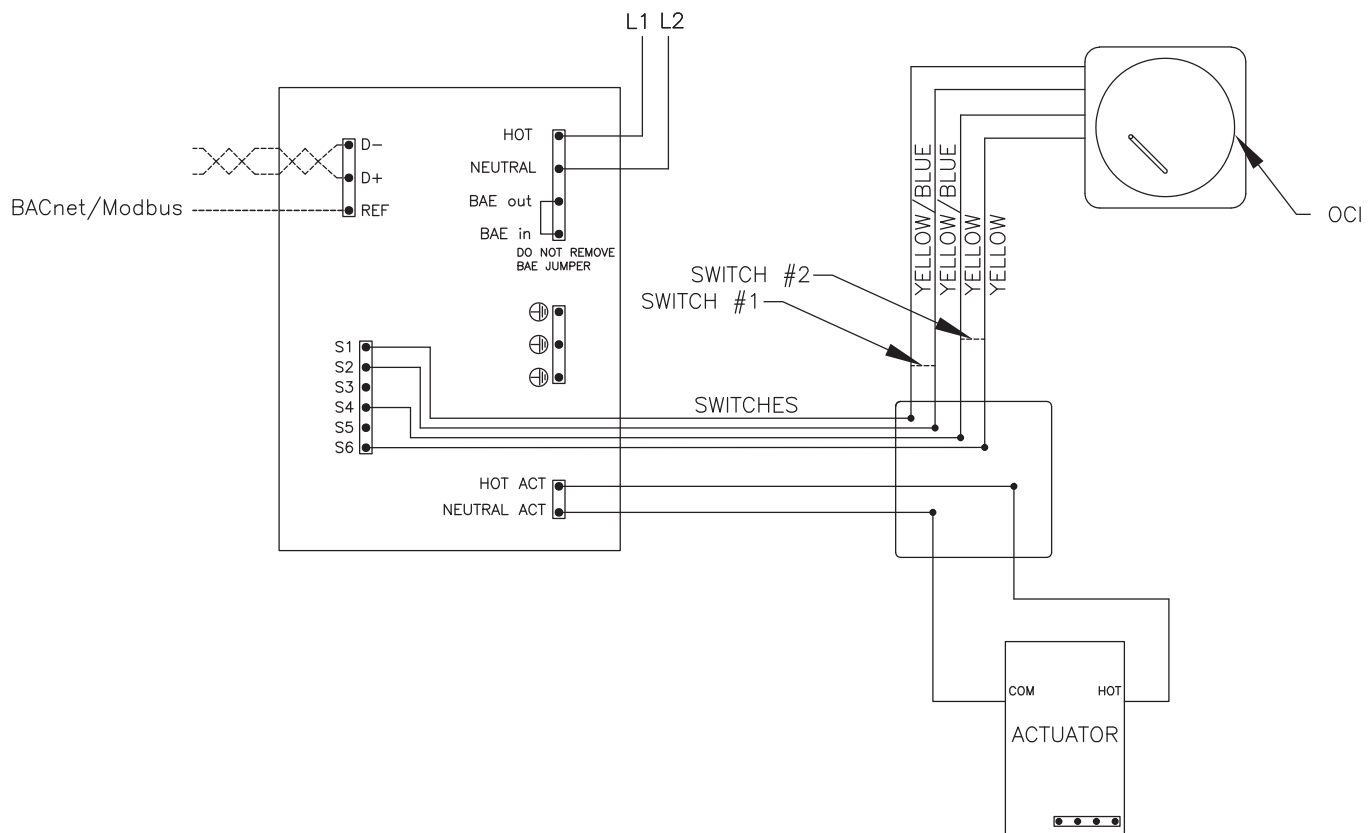 L1 L2
HOT
D-
NEUTRAL
D+
BAE out
BACnet/Modbus
REF
OCI
BAE in
DO NOT REMOVE
BAE JUMPER
YELLOW/BLUE
YELLOW/BLUE
YELLOW
YELLOW
SWITCH #2
SWITCH #1
S1
S2
S3
S4
S5
S6
SWITCHES
HOT ACT
NEUTRAL ACT
COM
HOT
ACTUATOR